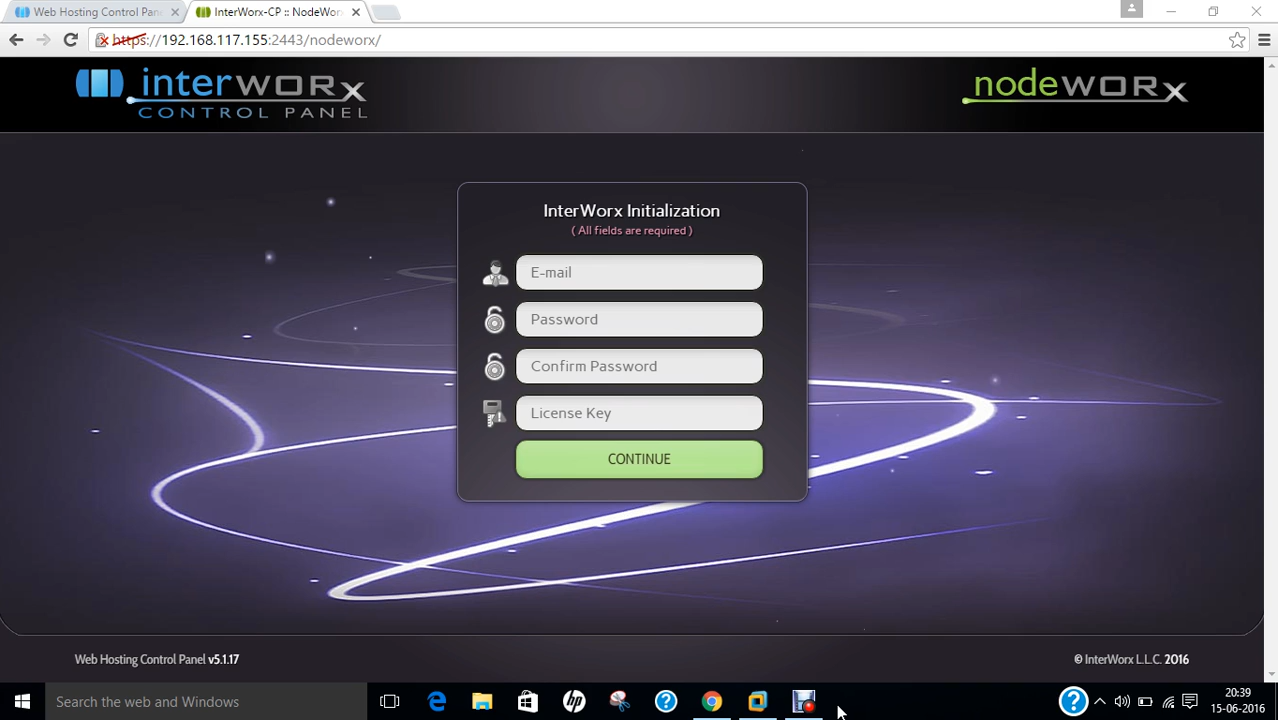 Web Hosting Control Pan
InterWorx-CP :: NodeWor
https://192.168.117.155:2443/nodeworx/
interworx
CONTROL PANEL
nodeworx
InterWorx Initialization
( All fields are required )
E-mail
Password
Confirm Password
License Key
CONTINUE
Web Hosting Control Panel v5.1.17
© InterWorx L.L.C. 2016
Search the web and Windows
e
hp
?
?
20:39
15-06-2016